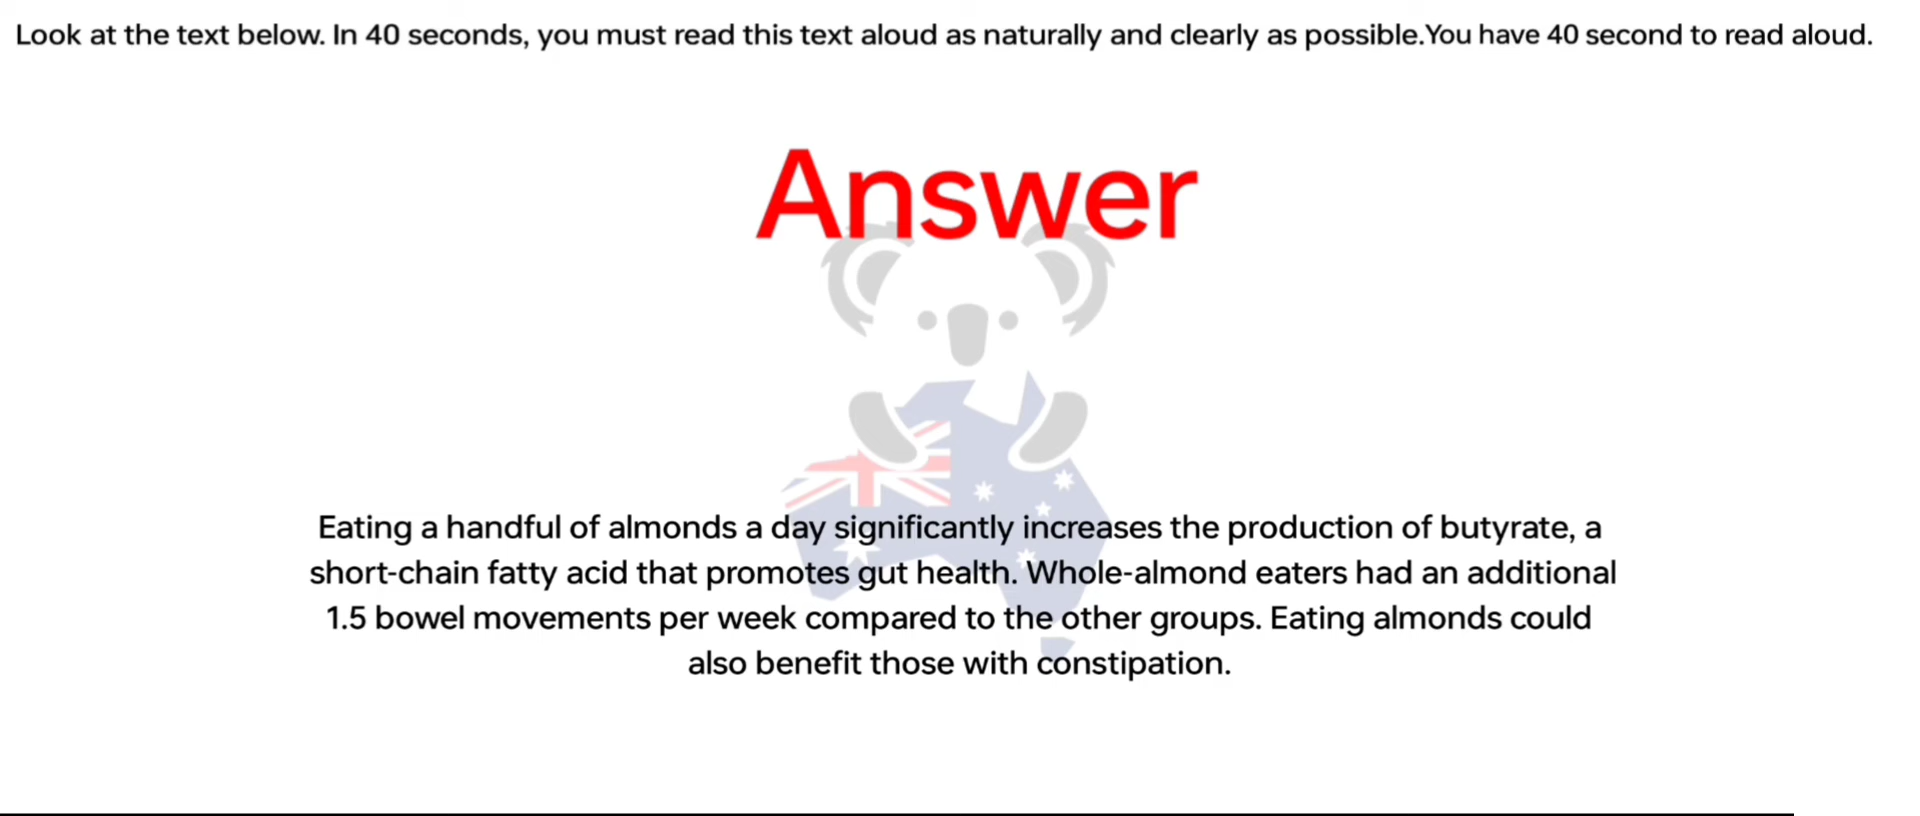 Look at the text below. In 40 seconds, you must read this text aloud as naturally and clearly as possible.You have 40 second to read aloud.
Answer
Eating a handful of almonds a day significantly increases the production of butyrate, a
short-chain fatty acid that promotes gut health. Whole-almond eaters had an additional
1.5 bowel movements per week compared to the other groups. Eating almonds could
also benefit those with constipation.